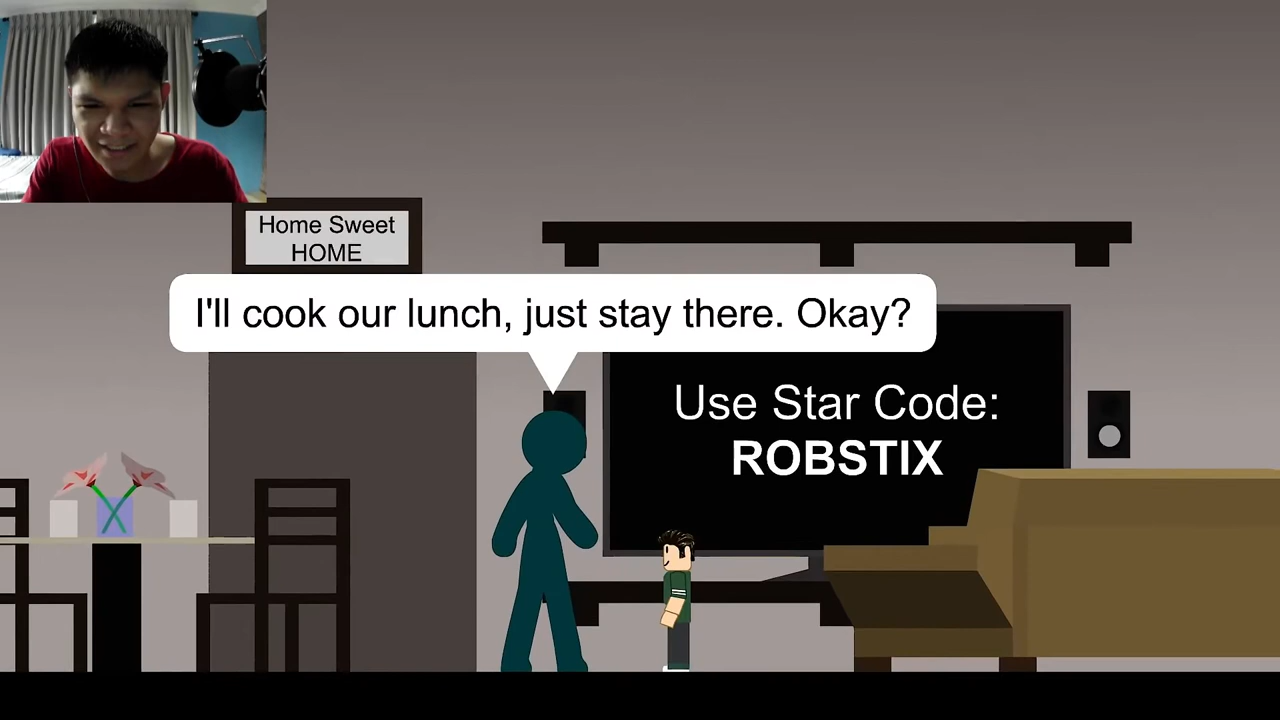 Home Sweet
HOME
I'll cook our lunch, just stay there. Okay?
Use Star Code:
ROBSTIX